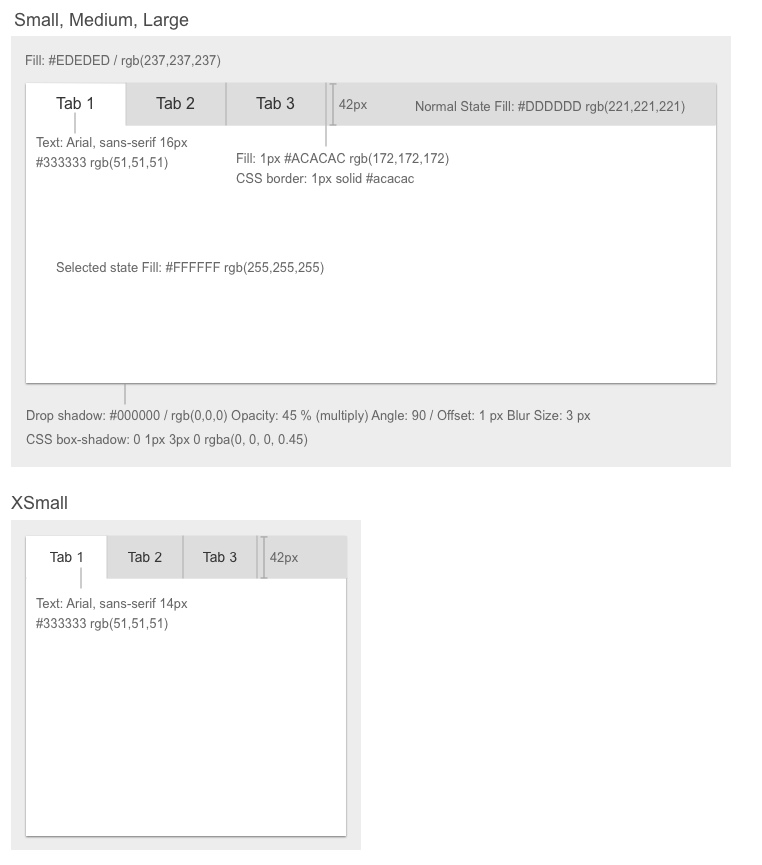 Small, Medium, Large
Fill: #EDEDED / rgb(237,237,237)
Tab 1 Tab 2 Tab 3 42px Normal State Fill: #DDDDDD rgb(221,221,221)
Text: Arial, sans-serif 16px
#333333 rgb(51,51,51)
Fill: 1px #ACACAC rgb(172,172,172)
CSS border: 1px solid #acacac
Selected state Fill: #FFFFFF rgb(255,255,255)
Drop shadow: #000000 / rgb(0,0,0) Opacity: 45 % (multiply) Angle: 90 / Offset: 1 px Blur Size: 3 px
CSS box-shadow: 0 1px 3px 0 rgba(0, 0, 0, 0.45)
XSmall
Tab 1 Tab 2 Tab 3 42px
Text: Arial, sans-serif 14px
#333333 rgb(51,51,51)